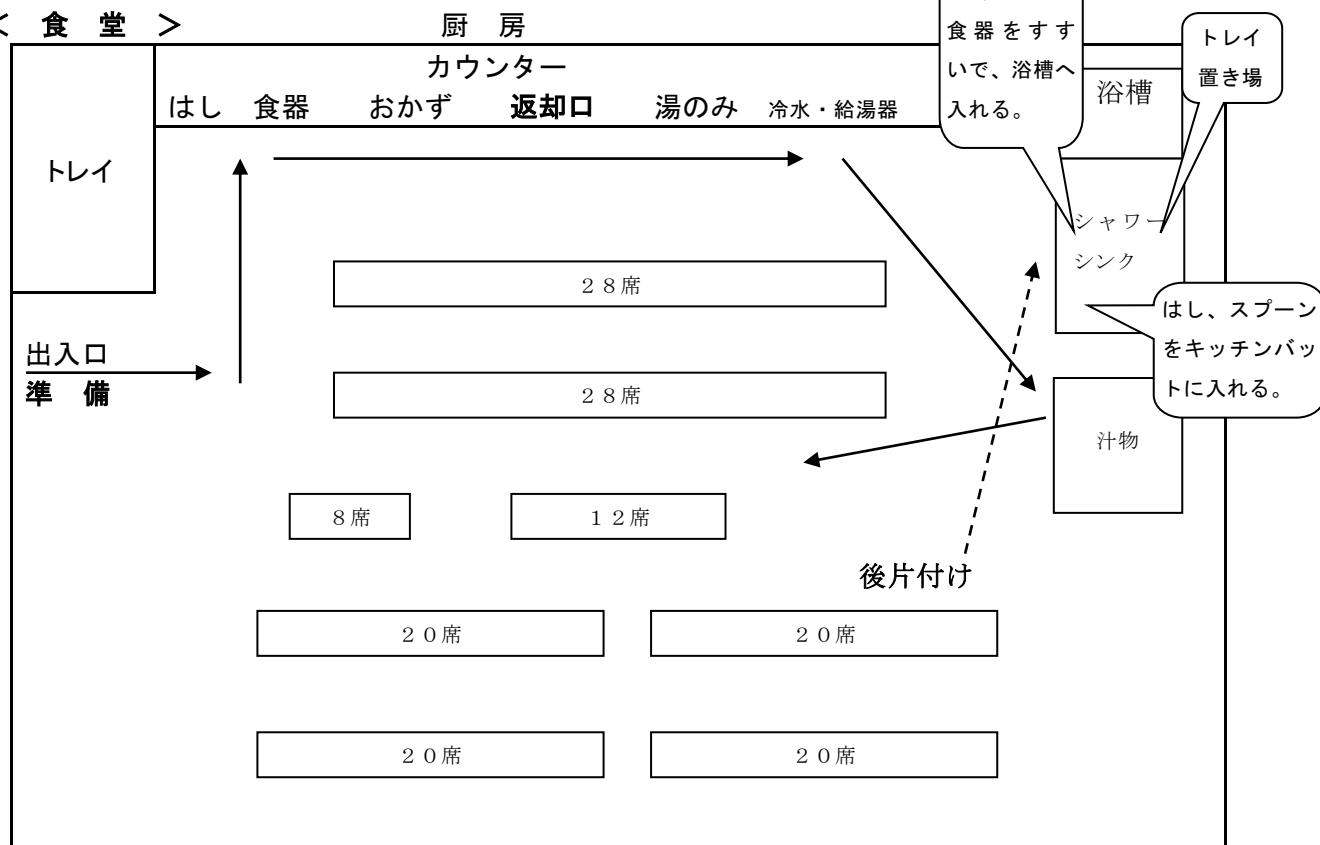 ＜ 食 堂 ＞
厨 房
カウンター
はし 食器 おかず 返却口 湯のみ 冷水・給湯器
トレイ
食器をすす
いで、浴槽へ
入れる。
トレイ
置き場
浴槽
シャワー
シンク
はし、スプーン
をキッチンバッ
トに入れる。
汁物
出入口
準 備
２８席
２８席
８席
１２席
後片付け
２０席
２０席
２０席
２０席